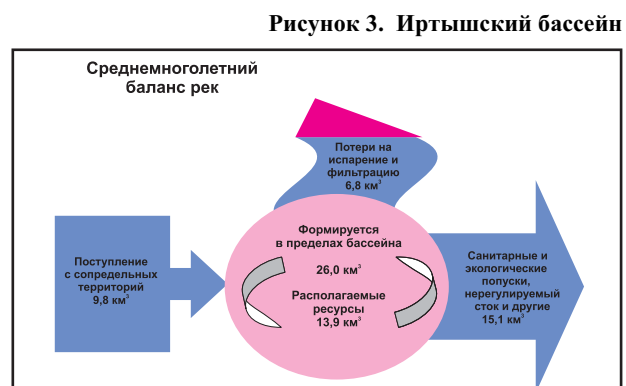 Рисунок 3. Иртышский бассейн
Среднемноголетний
баланс рек
Потери на
испарение и
фильтрацию
6,8 км³
Поступление
с сопредельных
территорий
9,8 км³
Формируется
в пределах бассейна
26,0 км³
Располагаемые
ресурсы
13,9 км³
Санитарные и
экологические
попуски,
нерегулируемый
сток и другие
15,1 км³